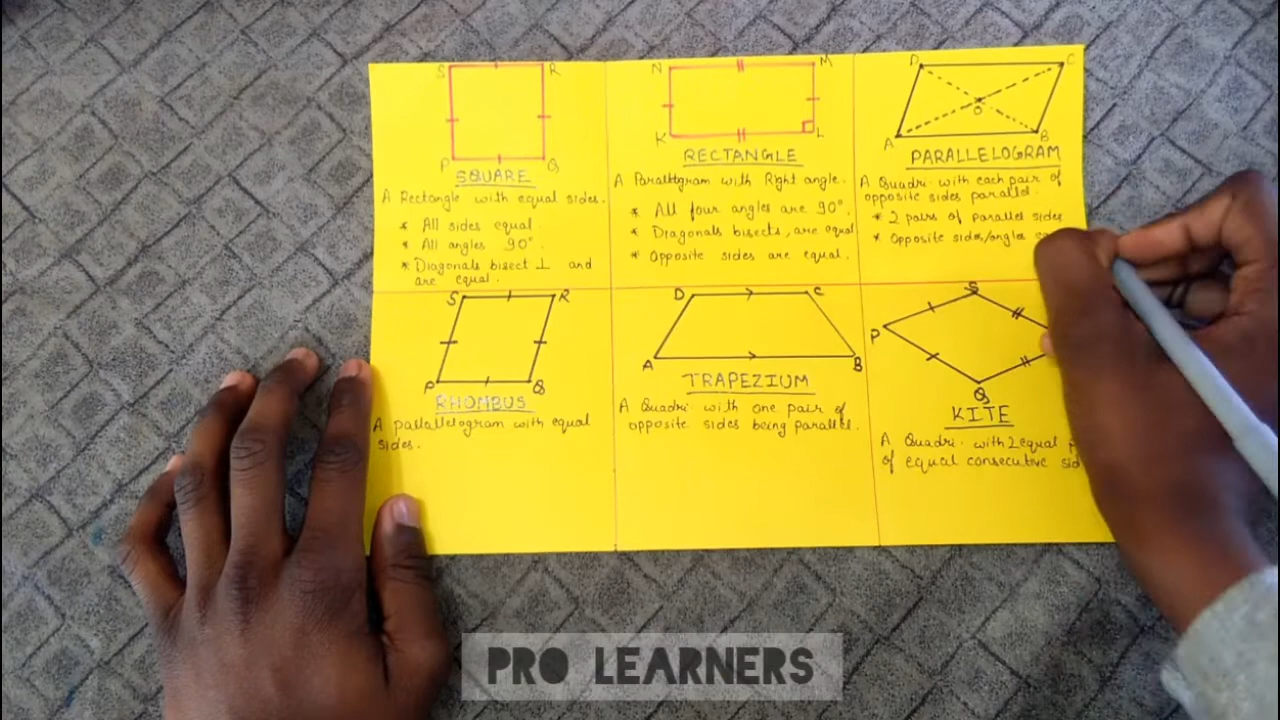 S R
P Q
SQUARE
A Rectangle with equal sides.
* All sides equal.
* All angles 90°.
* Diagonals bisect ⊥ and
are equal.
N M
K L
RECTANGLE
A Parallogram with Right angle.
* All four angles are 90°.
* Diagonals bisects, are equal
* Opposite sides are equal.
D C
O
A B
PARALLELOGRAM
A Quadri. with each pair of
opposite sides parallel.
* 2 pairs of parallel sides
* Opposite sides/angles
S R
P Q
RHOMBUS
A pallallelogram with equal
sides.
D C
A B
TRAPEZIUM
A Quadri. with one pair of
opposite sides being parallel.
S
P
Q
KITE
A Quadri. with 2 equal
of equal consecutive
PRO LEARNERS